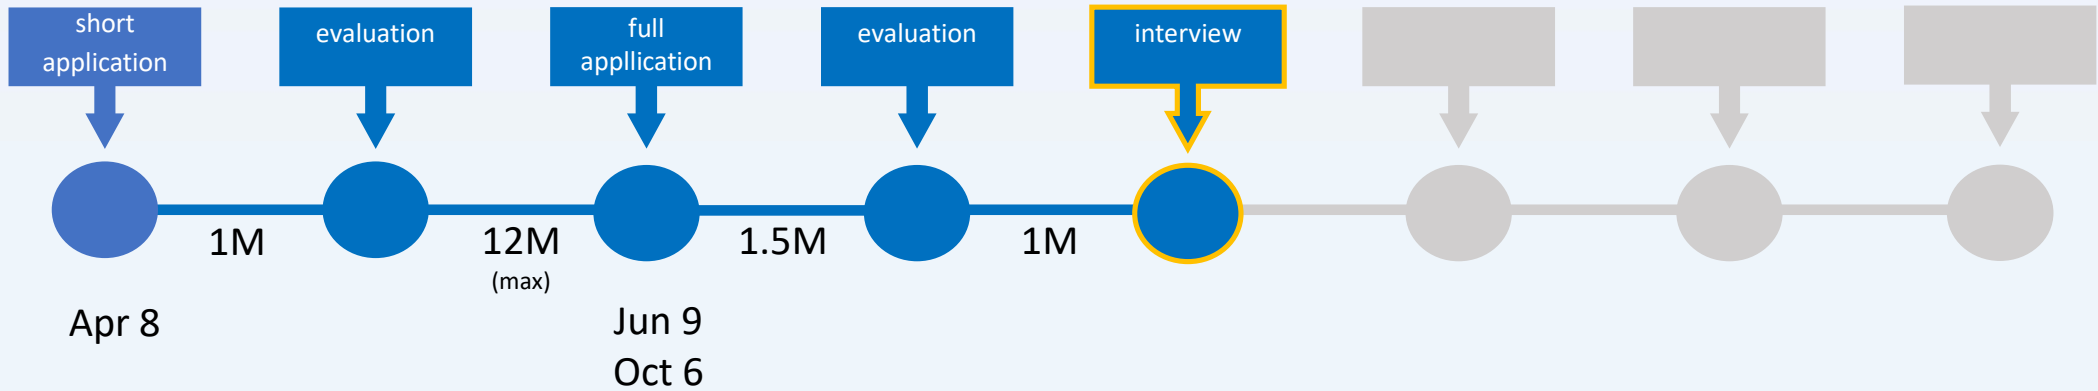 short
application
evaluation
full
appllication
evaluation
interview
1M
12M
(max)
1.5M
1M
Apr 8
Jun 9
Oct 6